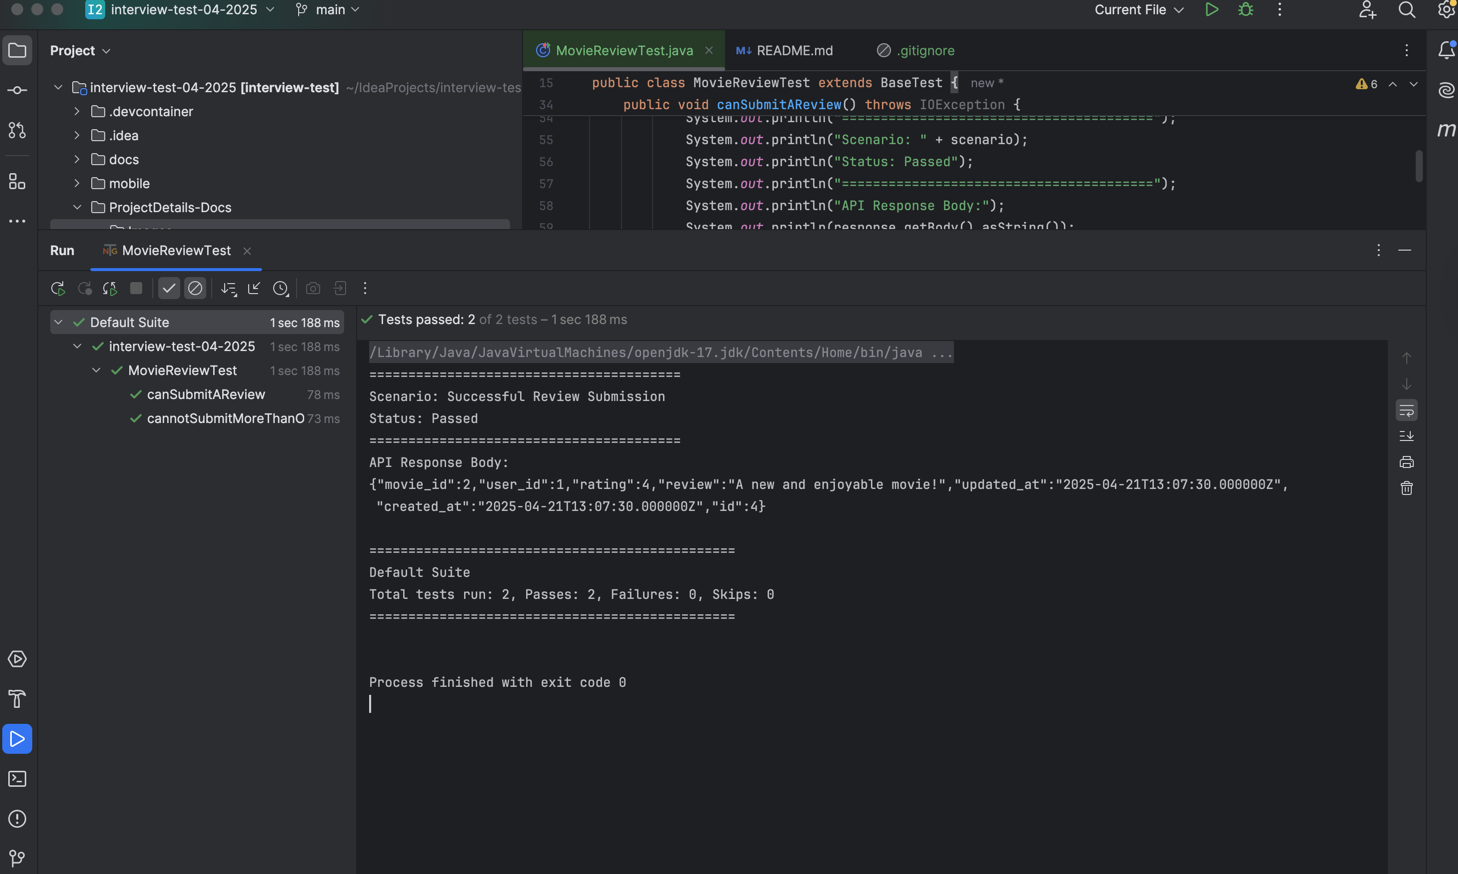 I2 interview-test-04-2025 main Current File
Project
MovieReviewTest.java M↓ README.md .gitignore
interview-test-04-2025 [interview-test] ~/IdeaProjects/interview-tes
.devcontainer
.idea
docs
mobile
ProjectDetails-Docs
15 public class MovieReviewTest extends BaseTest { new *
6
34 public void canSubmitAReview() throws IOException {
54 System.out.println("========================================");
55 System.out.println("Scenario: " + scenario);
56 System.out.println("Status: Passed");
57 System.out.println("========================================");
58 System.out.println("API Response Body:");
59 System.out.println(response.getBody().asString());
m
Run NG MovieReviewTest
Default Suite 1 sec 188 ms
interview-test-04-2025 1 sec 188 ms
MovieReviewTest 1 sec 188 ms
canSubmitAReview 78 ms
cannotSubmitMoreThanO 73 ms
Tests passed: 2 of 2 tests – 1 sec 188 ms
/Library/Java/JavaVirtualMachines/openjdk-17.jdk/Contents/Home/bin/java ...
========================================
Scenario: Successful Review Submission
Status: Passed
========================================
API Response Body:
{"movie_id":2,"user_id":1,"rating":4,"review":"A new and enjoyable movie!","updated_at":"2025-04-21T13:07:30.000000Z",
"created_at":"2025-04-21T13:07:30.000000Z","id":4}
===============================================
Default Suite
Total tests run: 2, Passes: 2, Failures: 0, Skips: 0
===============================================
Process finished with exit code 0